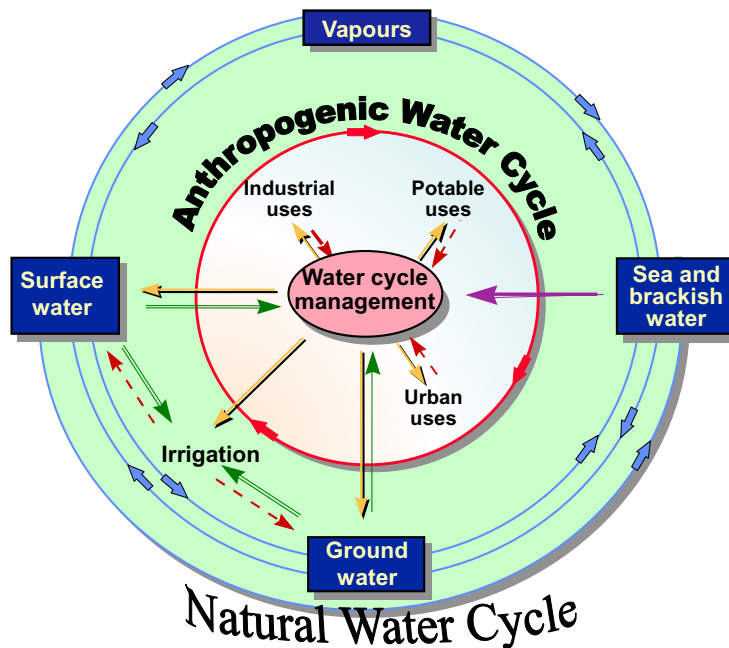 Vapours
Anthropogenic Water Cycle
Industrial
uses
Potable
uses
Surface
water
Water cycle
management
Sea and
brackish
water
Urban
uses
Irrigation
Ground
water
Natural Water Cycle